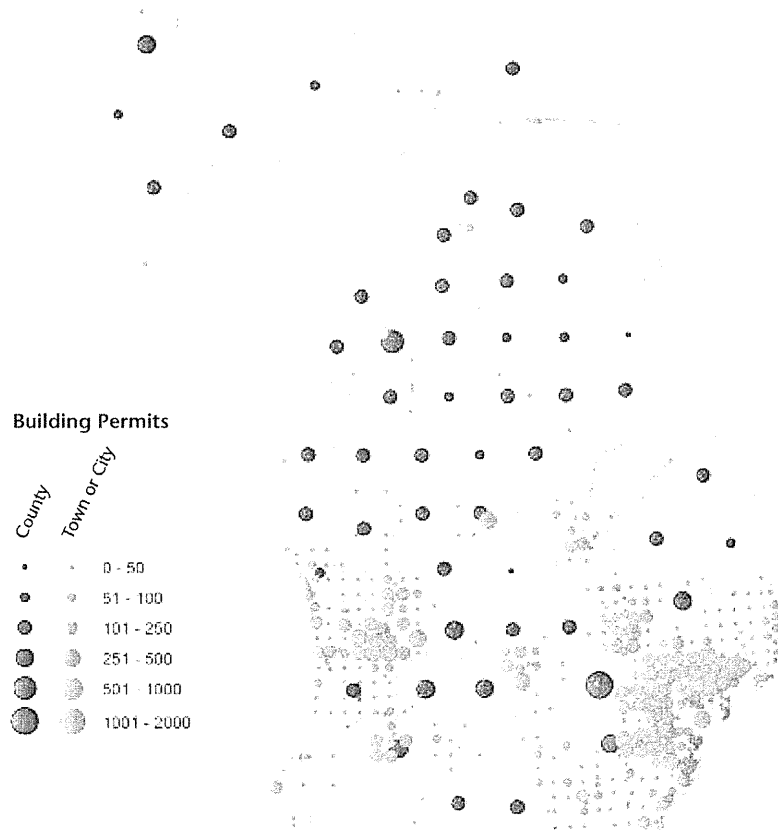 Building Permits
County
Town or City
0 - 50
51 - 100
101 - 250
251 - 500
501 - 1000
1001 - 2000